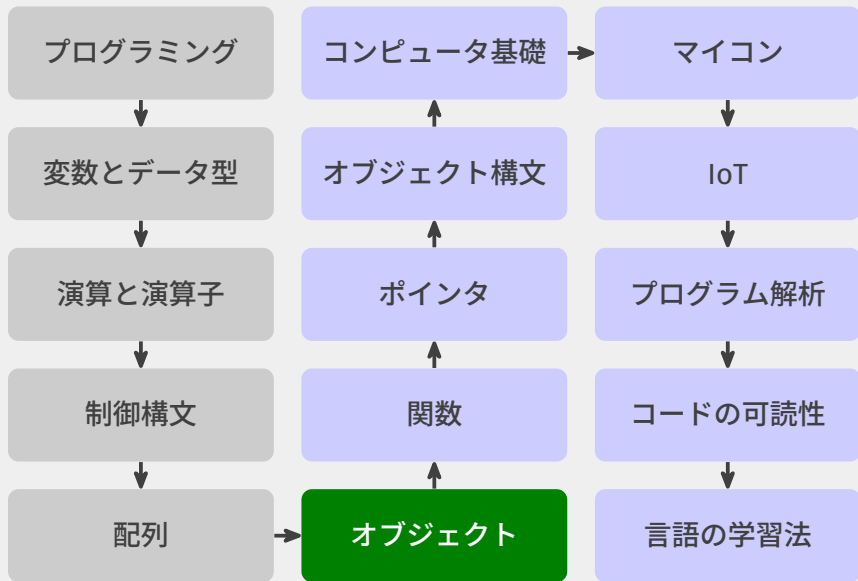 プログラミング
変数とデータ型
演算と演算子
制御構文
配列
オブジェクト
関数
ポインタ
オブジェクト構文
コンピュータ基礎
マイコン
IoT
プログラム解析
コードの可読性
言語の学習法